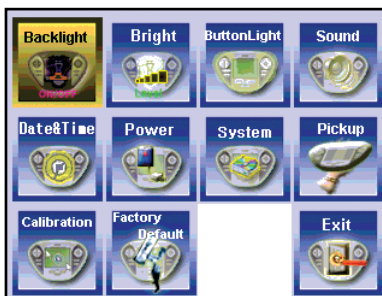 Backlight
Bright
ButtonLight
Sound
Date&Time
Power
System
Pickup
Calibration
Factory
Default
Exit